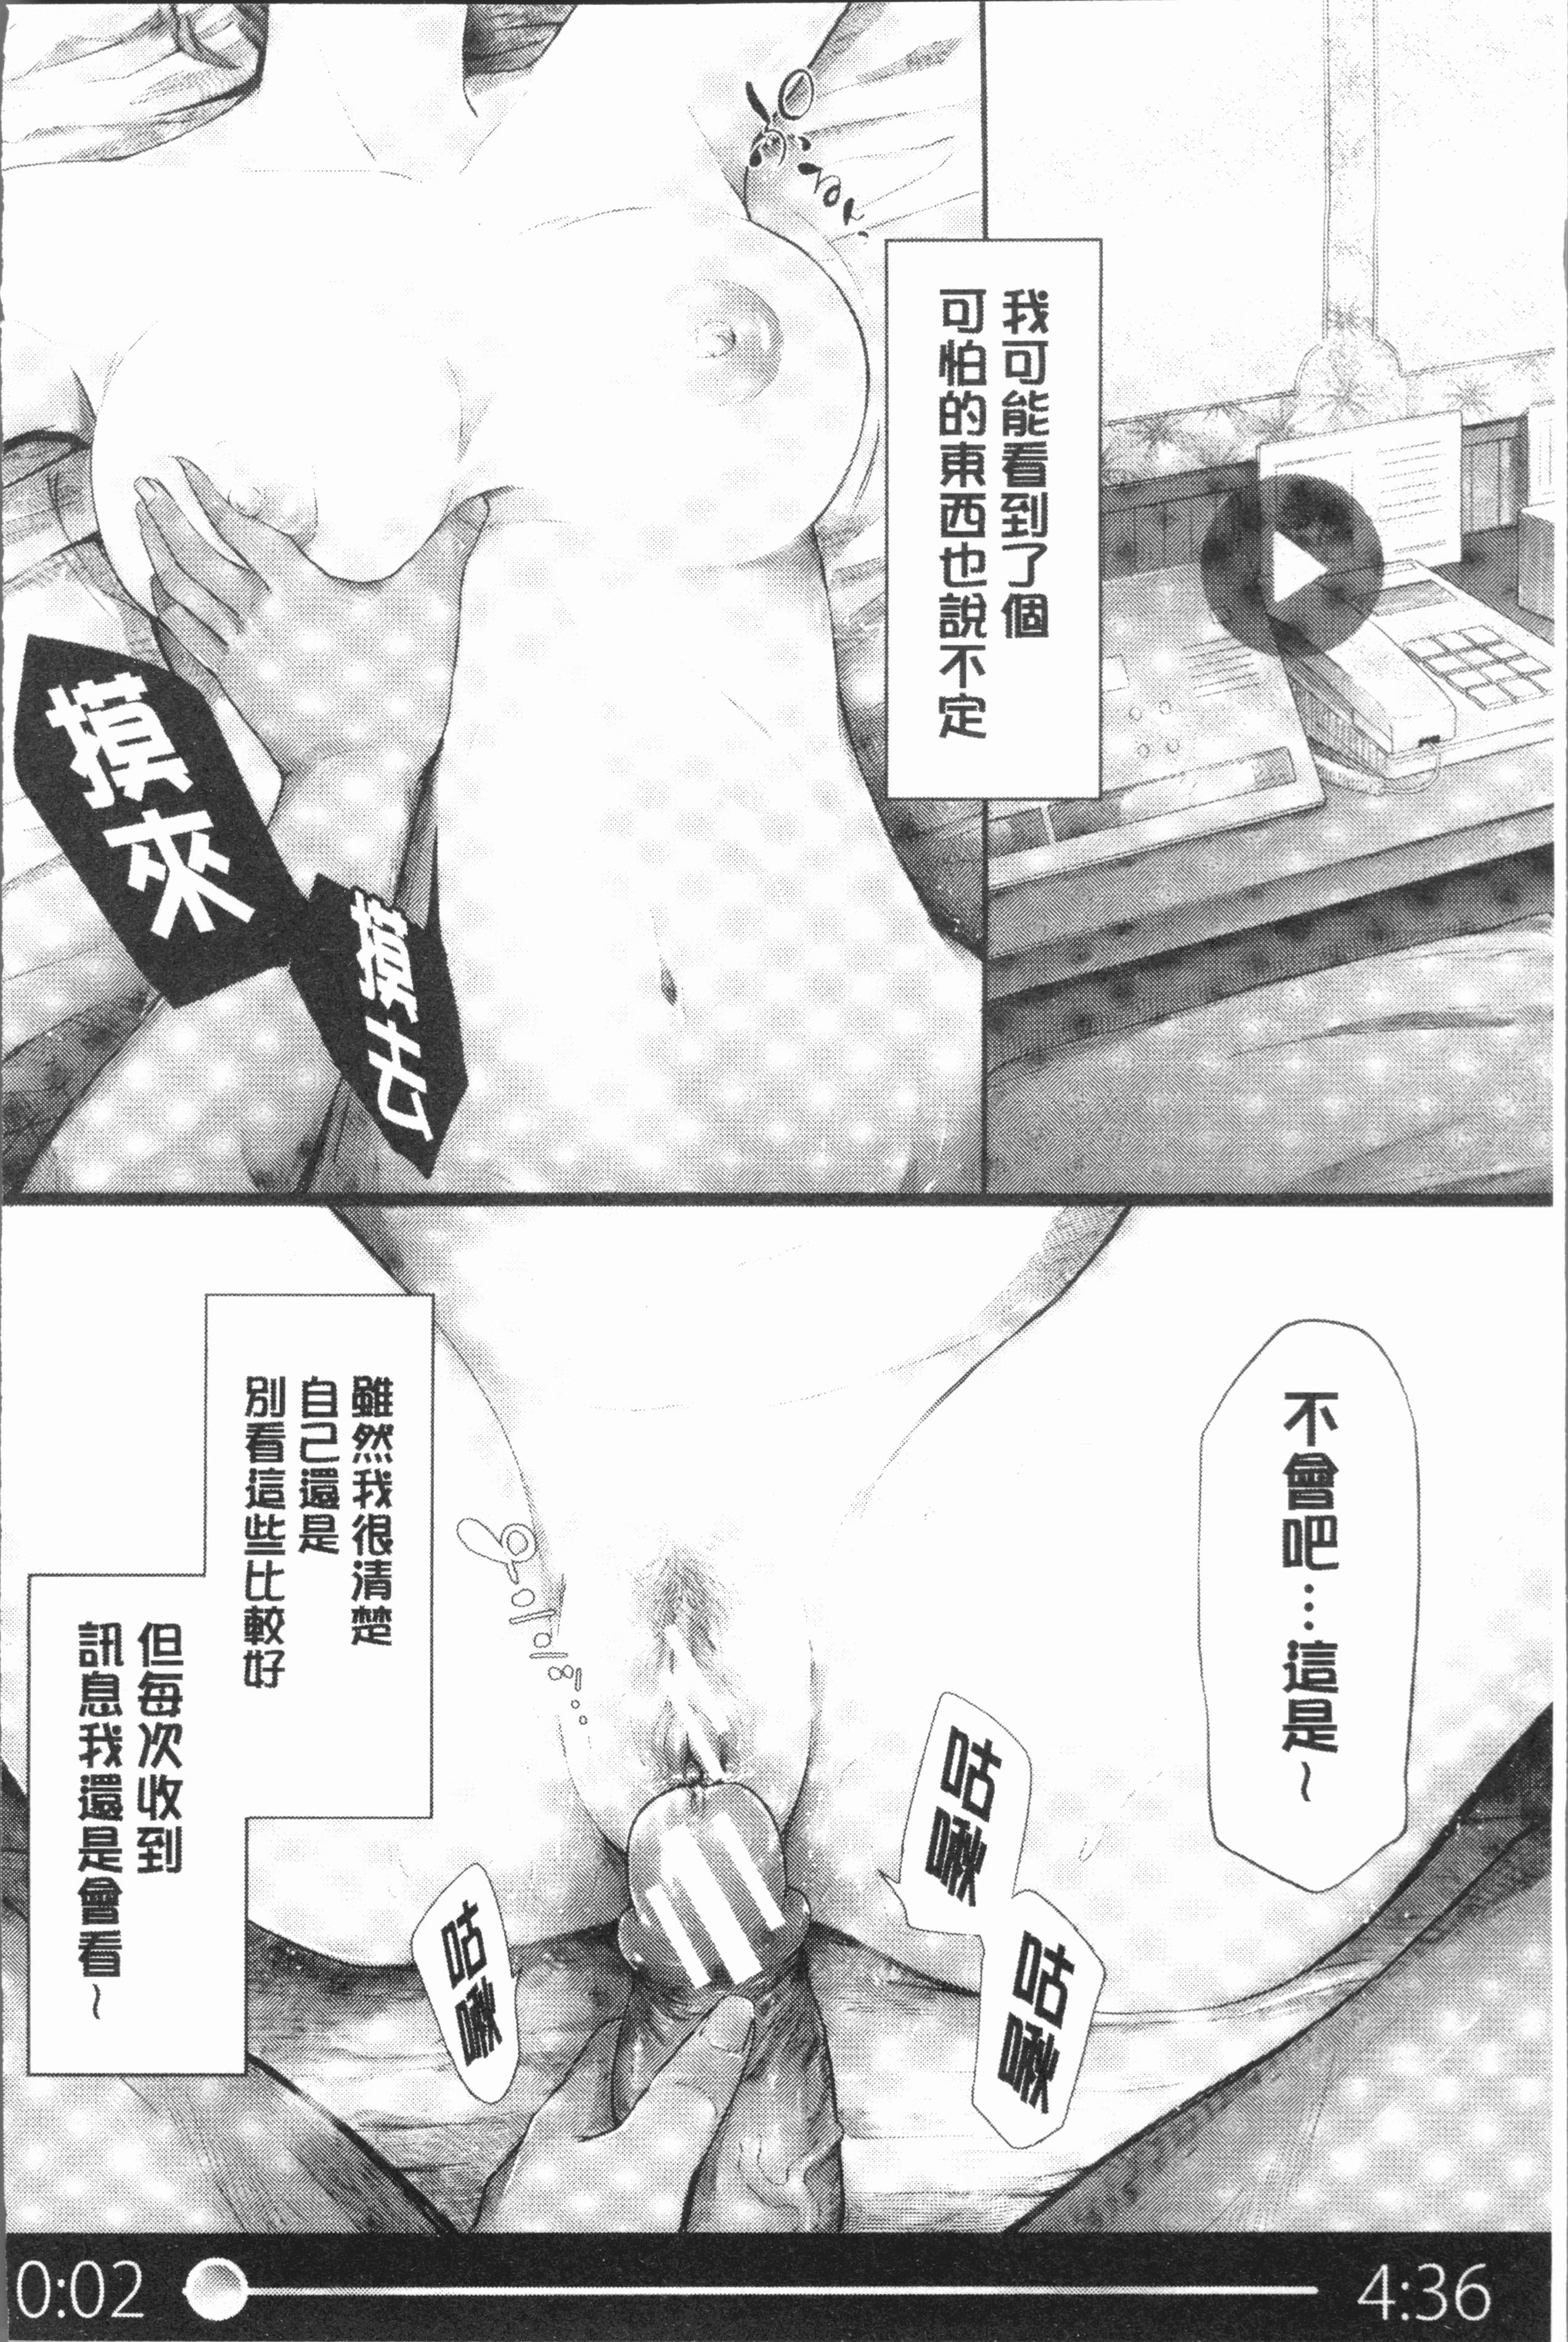 我可能看到了個
可怕的東西也說不定
摸來
摸去
不會吧…這是~
咕啾
咕啾
咕啾
雖然我很清楚
自己還是
別看這些比較好
但每次收到
訊息我還是會看~
0:02
4:36